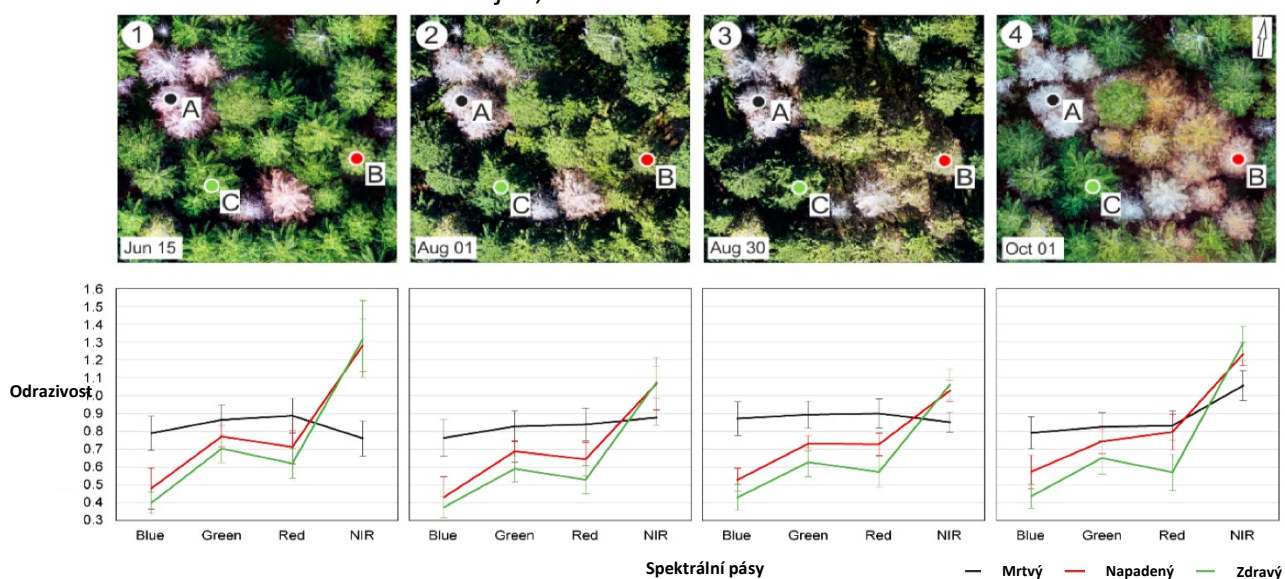 1
A
B
C
Jun 15
2
A
B
C
Aug 01
3
A
B
C
Aug 30
4
A
B
C
Oct 01
1.6
1.5
1.4
1.3
1.2
1.1
1.0
0.9
0.8
0.7
0.6
0.5
0.4
0.3
Odrazivost
Blue Green Red NIR
Blue Green Red NIR
Blue Green Red NIR
Blue Green Red NIR
Spektrální pásy
Mrtvý Napadený Zdravý